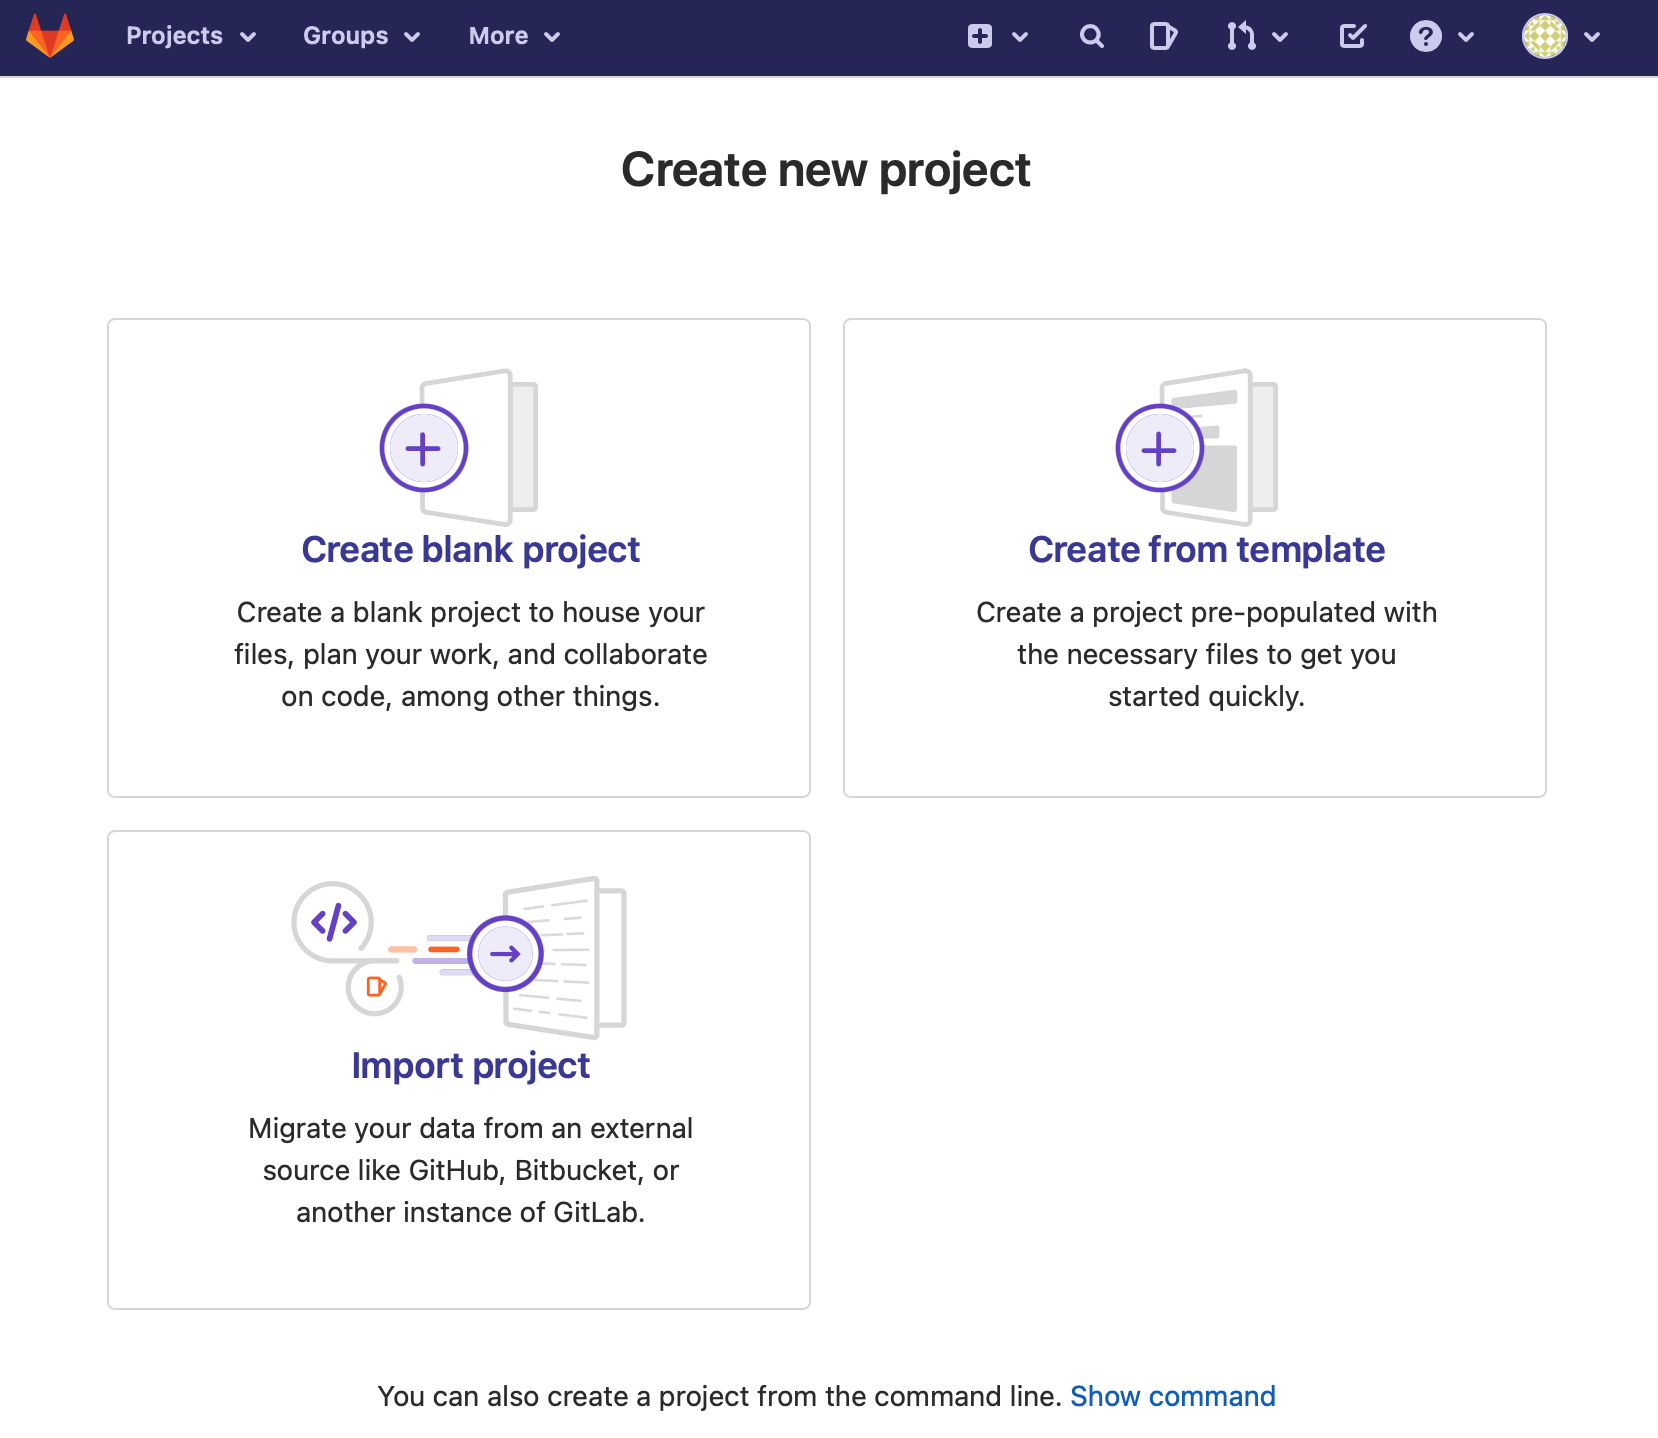 Projects Groups More
Create new project
Create blank project
Create a blank project to house your
files, plan your work, and collaborate
on code, among other things.
Create from template
Create a project pre-populated with
the necessary files to get you
started quickly.
Import project
Migrate your data from an external
source like GitHub, Bitbucket, or
another instance of GitLab.
You can also create a project from the command line. Show command